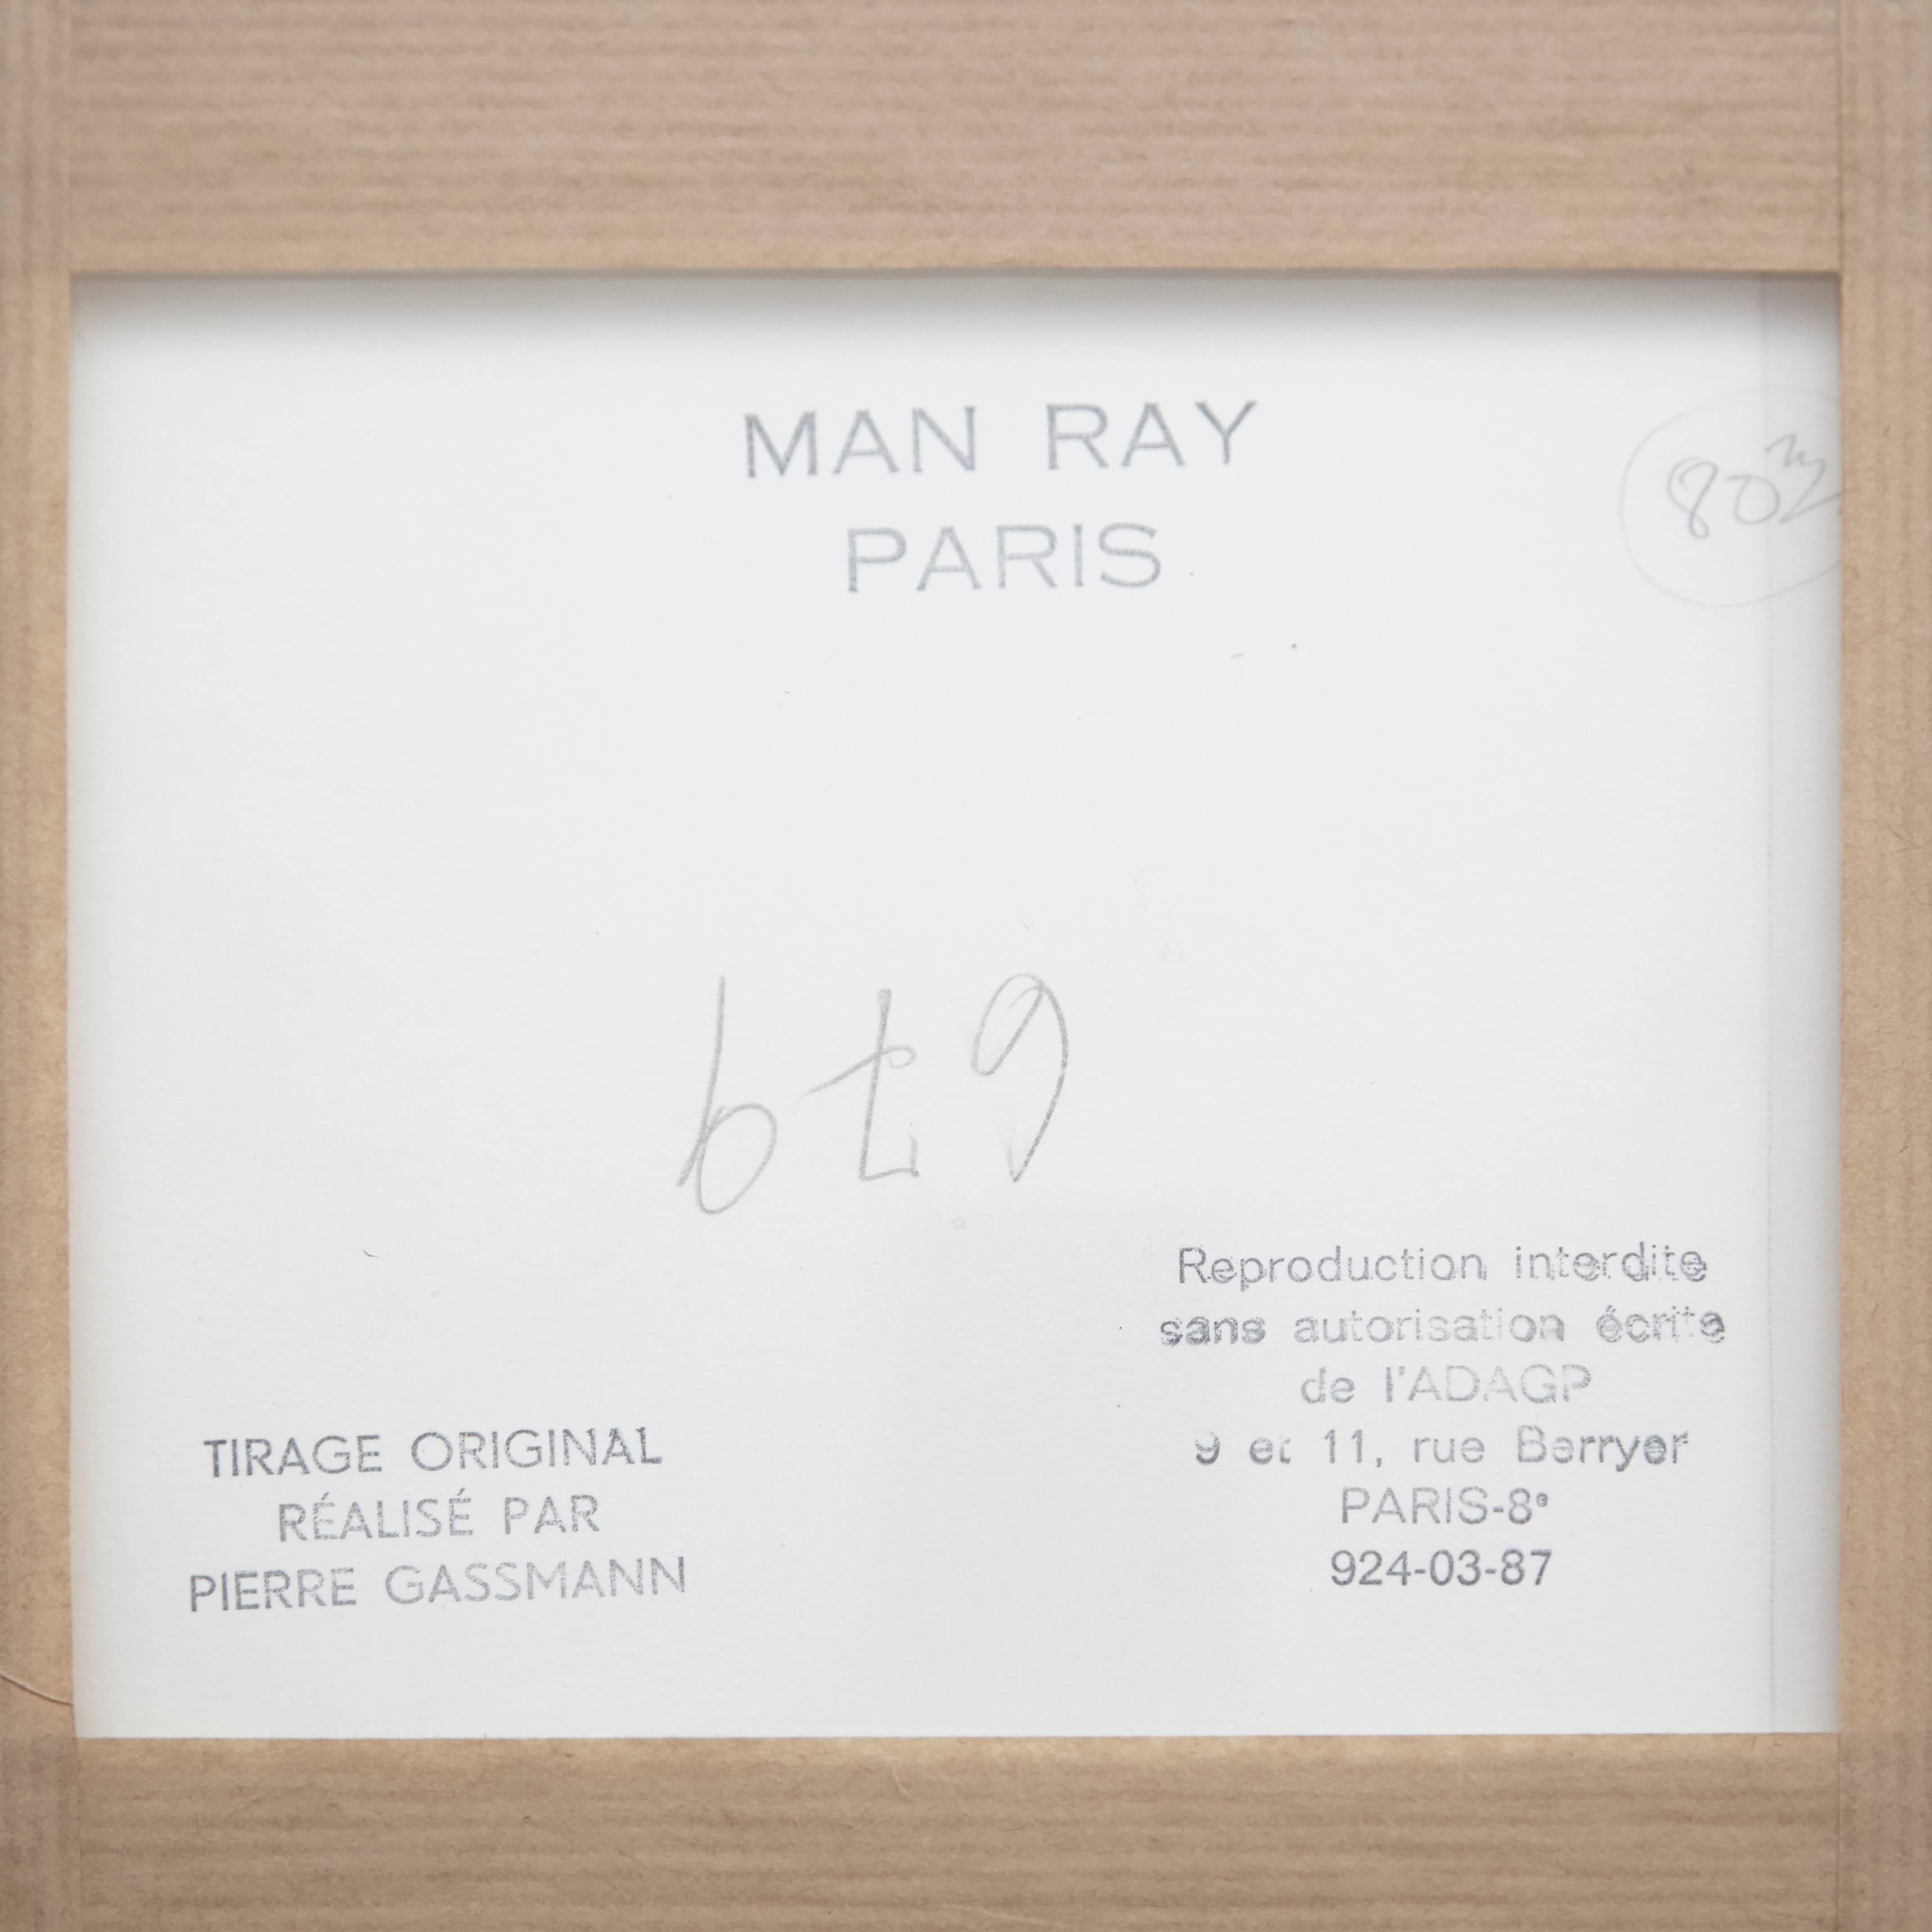 MAN RAY
PARIS
679
Reproduction interdite
sans autorisation écrite
de l'ADAGP
9 et 11, rue Berryer
PARIS-8e
924-03-87
TIRAGE ORIGINAL
RÉALISÉ PAR
PIERRE GASSMANN